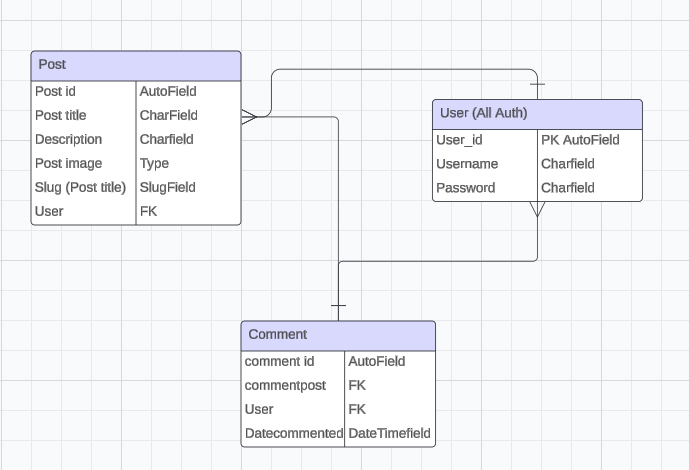 Post
Post id AutoField
Post title CharField
Description Charfield
Post image Type
Slug (Post title) SlugField
User FK
User (All Auth)
User_id PK AutoField
Username Charfield
Password Charfield
Comment
comment id AutoField
commentpost FK
User FK
Datecommented DateTimefield